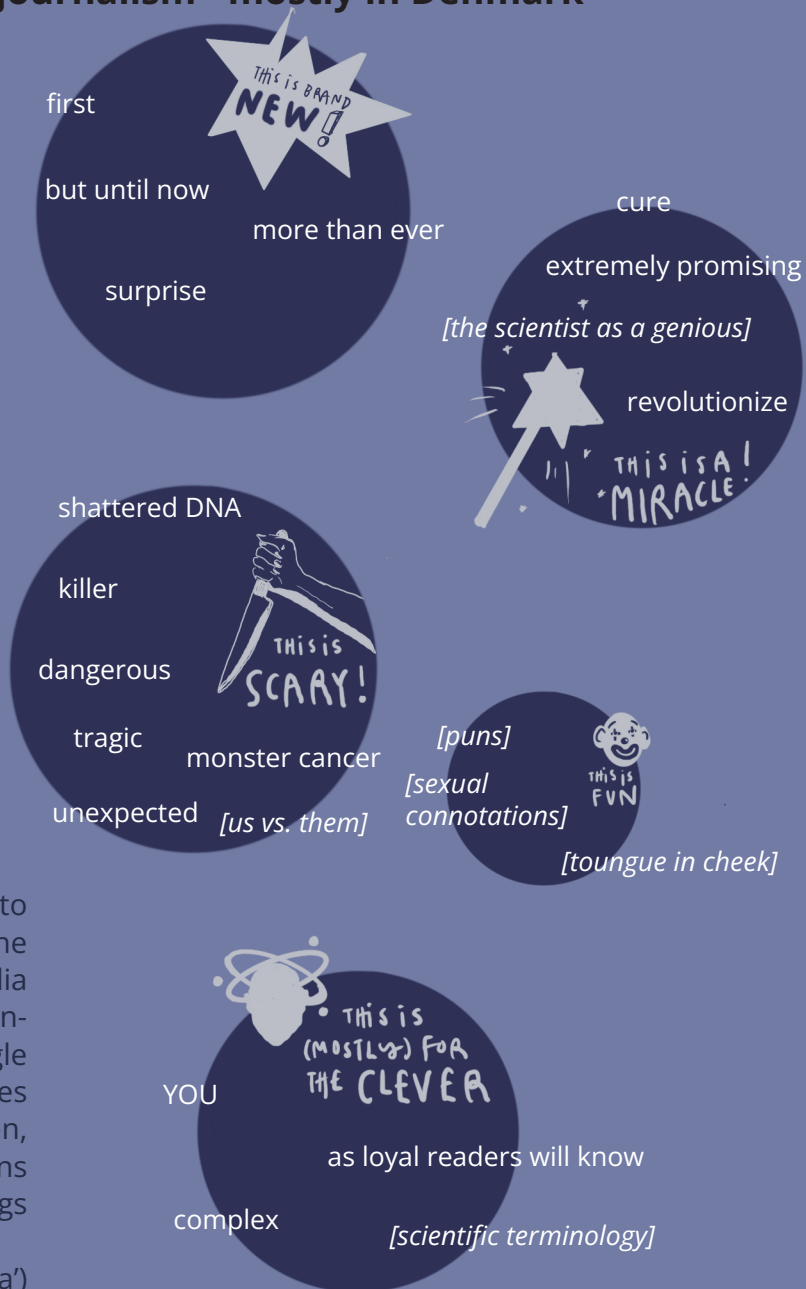 journalism - mostly in Denmark
THIS IS BRAND
NEW!
first
but until now
more than ever
surprise
cure
extremely promising
[the scientist as a genious]
revolutionize
THIS IS A
MIRACLE!
shattered DNA
killer
THIS IS
SCARY!
dangerous
tragic
monster cancer
unexpected
[us vs. them]
[puns]
[sexual
connotations]
THIS IS
FUN
[toungue in cheek]
to
THIS IS
(MOSTLY) FOR
THE CLEVER
YOU
as loyal readers will know
complex
[scientific terminology]